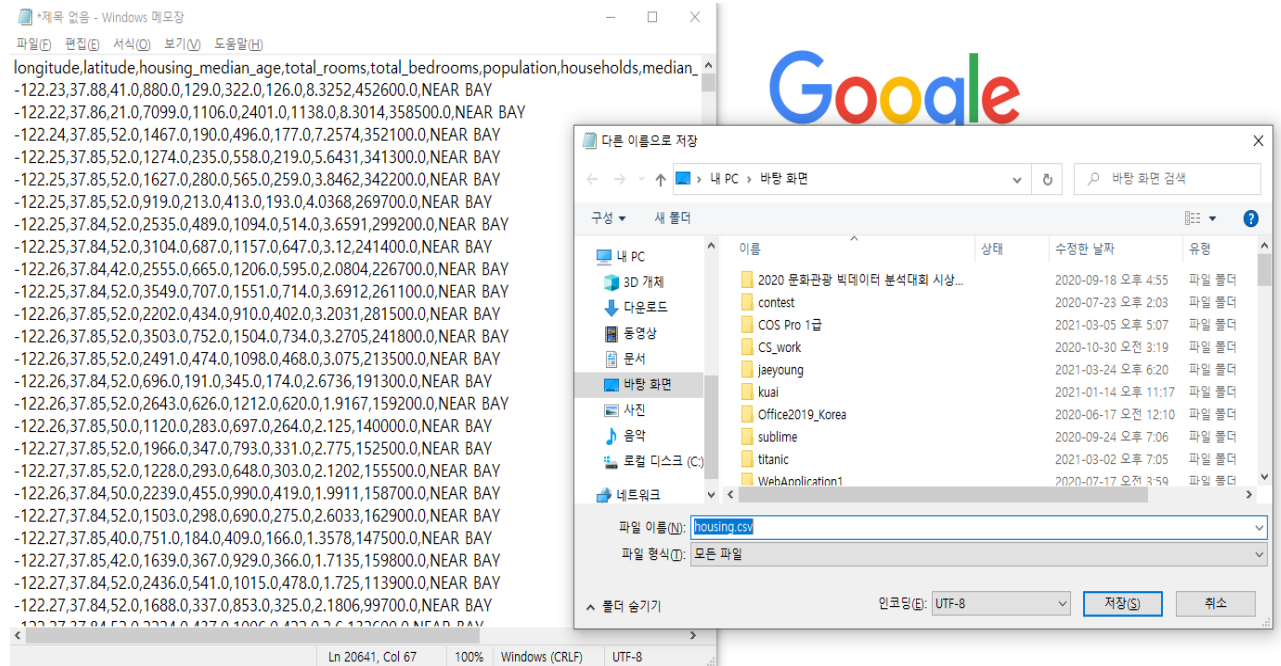 *제목 없음 - Windows 메모장
파일(F) 편집(E) 서식(O) 보기(V) 도움말(H)
longitude,latitude,housing_median_age,total_rooms,total_bedrooms,population,households,median_
-122.23,37.88,41.0,880.0,129.0,322.0,126.0,8.3252,452600.0,NEAR BAY
-122.22,37.86,21.0,7099.0,1106.0,2401.0,1138.0,8.3014,358500.0,NEAR BAY
-122.24,37.85,52.0,1467.0,190.0,496.0,177.0,7.2574,352100.0,NEAR BAY
-122.25,37.85,52.0,1274.0,235.0,558.0,219.0,5.6431,341300.0,NEAR BAY
-122.25,37.85,52.0,1627.0,280.0,565.0,259.0,3.8462,342200.0,NEAR BAY
-122.25,37.85,52.0,919.0,213.0,413.0,193.0,4.0368,269700.0,NEAR BAY
-122.25,37.84,52.0,2535.0,489.0,1094.0,514.0,3.6591,299200.0,NEAR BAY
-122.25,37.84,52.0,3104.0,687.0,1157.0,647.0,3.12,241400.0,NEAR BAY
-122.26,37.84,42.0,2555.0,665.0,1206.0,595.0,2.0804,226700.0,NEAR BAY
-122.25,37.84,52.0,3549.0,707.0,1551.0,714.0,3.6912,261100.0,NEAR BAY
-122.26,37.85,52.0,2202.0,434.0,910.0,402.0,3.2031,281500.0,NEAR BAY
-122.26,37.85,52.0,3503.0,752.0,1504.0,734.0,3.2705,241800.0,NEAR BAY
-122.26,37.85,52.0,2491.0,474.0,1098.0,468.0,3.075,213500.0,NEAR BAY
-122.26,37.84,52.0,696.0,191.0,345.0,174.0,2.6736,191300.0,NEAR BAY
-122.26,37.85,52.0,2643.0,626.0,1212.0,620.0,1.9167,159200.0,NEAR BAY
-122.26,37.85,50.0,1120.0,283.0,697.0,264.0,2.125,140000.0,NEAR BAY
-122.27,37.85,52.0,1966.0,347.0,793.0,331.0,2.775,152500.0,NEAR BAY
-122.27,37.85,52.0,1228.0,293.0,648.0,303.0,2.1202,155500.0,NEAR BAY
-122.26,37.84,50.0,2239.0,455.0,990.0,419.0,1.9911,158700.0,NEAR BAY
-122.27,37.84,52.0,1503.0,298.0,690.0,275.0,2.6033,162900.0,NEAR BAY
-122.27,37.85,40.0,751.0,184.0,409.0,166.0,1.3578,147500.0,NEAR BAY
-122.27,37.85,42.0,1639.0,367.0,929.0,366.0,1.7135,159800.0,NEAR BAY
-122.27,37.84,52.0,2436.0,541.0,1015.0,478.0,1.725,113900.0,NEAR BAY
-122.27,37.84,52.0,1688.0,337.0,853.0,325.0,2.1806,99700.0,NEAR BAY
Ln 20641, Col 67 100% Windows (CRLF) UTF-8
Google
다른 이름으로 저장
내 PC 바탕 화면
바탕 화면 검색
구성 새 폴더
내 PC
3D 개체
다운로드
동영상
문서
바탕 화면
사진
음악
로컬 디스크 (C:)
네트워크
이름 상태 수정한 날짜 유형
2020 문화관광 빅데이터 분석대회 시상... 2020-09-18 오후 4:55 파일 폴더
contest 2020-07-23 오후 2:03 파일 폴더
COS Pro 1급 2021-03-05 오후 5:07 파일 폴더
CS_work 2020-10-30 오전 3:19 파일 폴더
jaeyoung 2021-03-24 오후 6:20 파일 폴더
kuai 2021-01-14 오후 11:17 파일 폴더
Office2019_Korea 2020-06-17 오전 12:10 파일 폴더
sublime 2020-09-24 오후 7:06 파일 폴더
titanic 2021-03-02 오후 7:05 파일 폴더
WebApplication1 2020-07-17 오전 3:59 파일 폴더
파일 이름(N): housing.csv
파일 형식(T): 모든 파일
폴더 숨기기
인코딩(E): UTF-8
저장(S) 취소